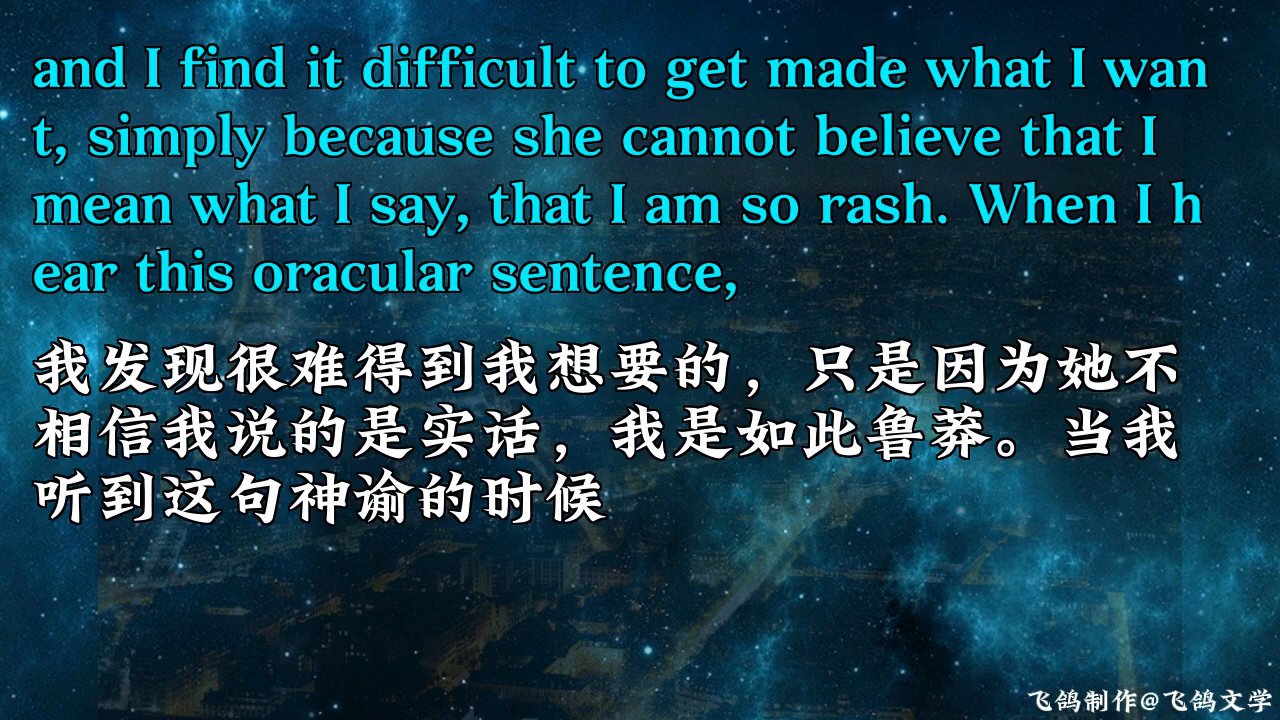 and I find it difficult to get made what I wan
t, simply because she cannot believe that I
mean what I say, that I am so rash. When I h
ear this oracular sentence,
我发现很难得到我想要的，只是因为她不
相信我说的是实话，我是如此鲁莽。当我
听到这句神谕的时候
飞鸽制作@飞鸽文学